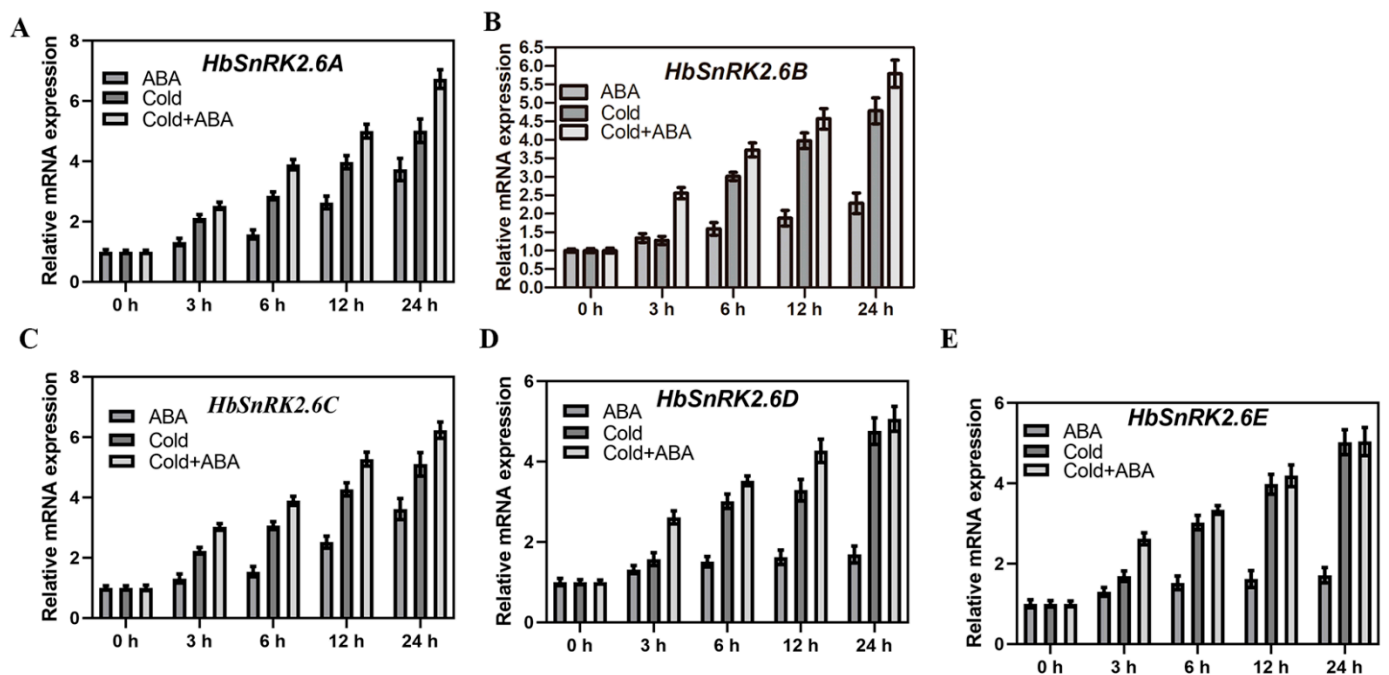 A
Relative mRNA expression
8
6
4
2
0
HbSnRK2.6A
ABA
Cold
Cold+ABA
0 h 3 h 6 h 12 h 24 h
B
Relative mRNA expression
6.5
6.0
5.5
5.0
4.5
4.0
3.5
3.0
2.5
2.0
1.5
1.0
0.5
0.0
HbSnRK2.6B
ABA
Cold
Cold+ABA
0 h 3 h 6 h 12 h 24 h
C
Relative mRNA expression
8
6
4
2
0
HbSnRK2.6C
ABA
Cold
Cold+ABA
0 h 3 h 6 h 12 h 24 h
D
Relative mRNA expression
6
4
2
0
HbSnRK2.6D
ABA
Cold
Cold+ABA
0 h 3 h 6 h 12 h 24 h
E
Relative mRNA expression
6
4
2
0
HbSnRK2.6E
ABA
Cold
Cold+ABA
0 h 3 h 6 h 12 h 24 h